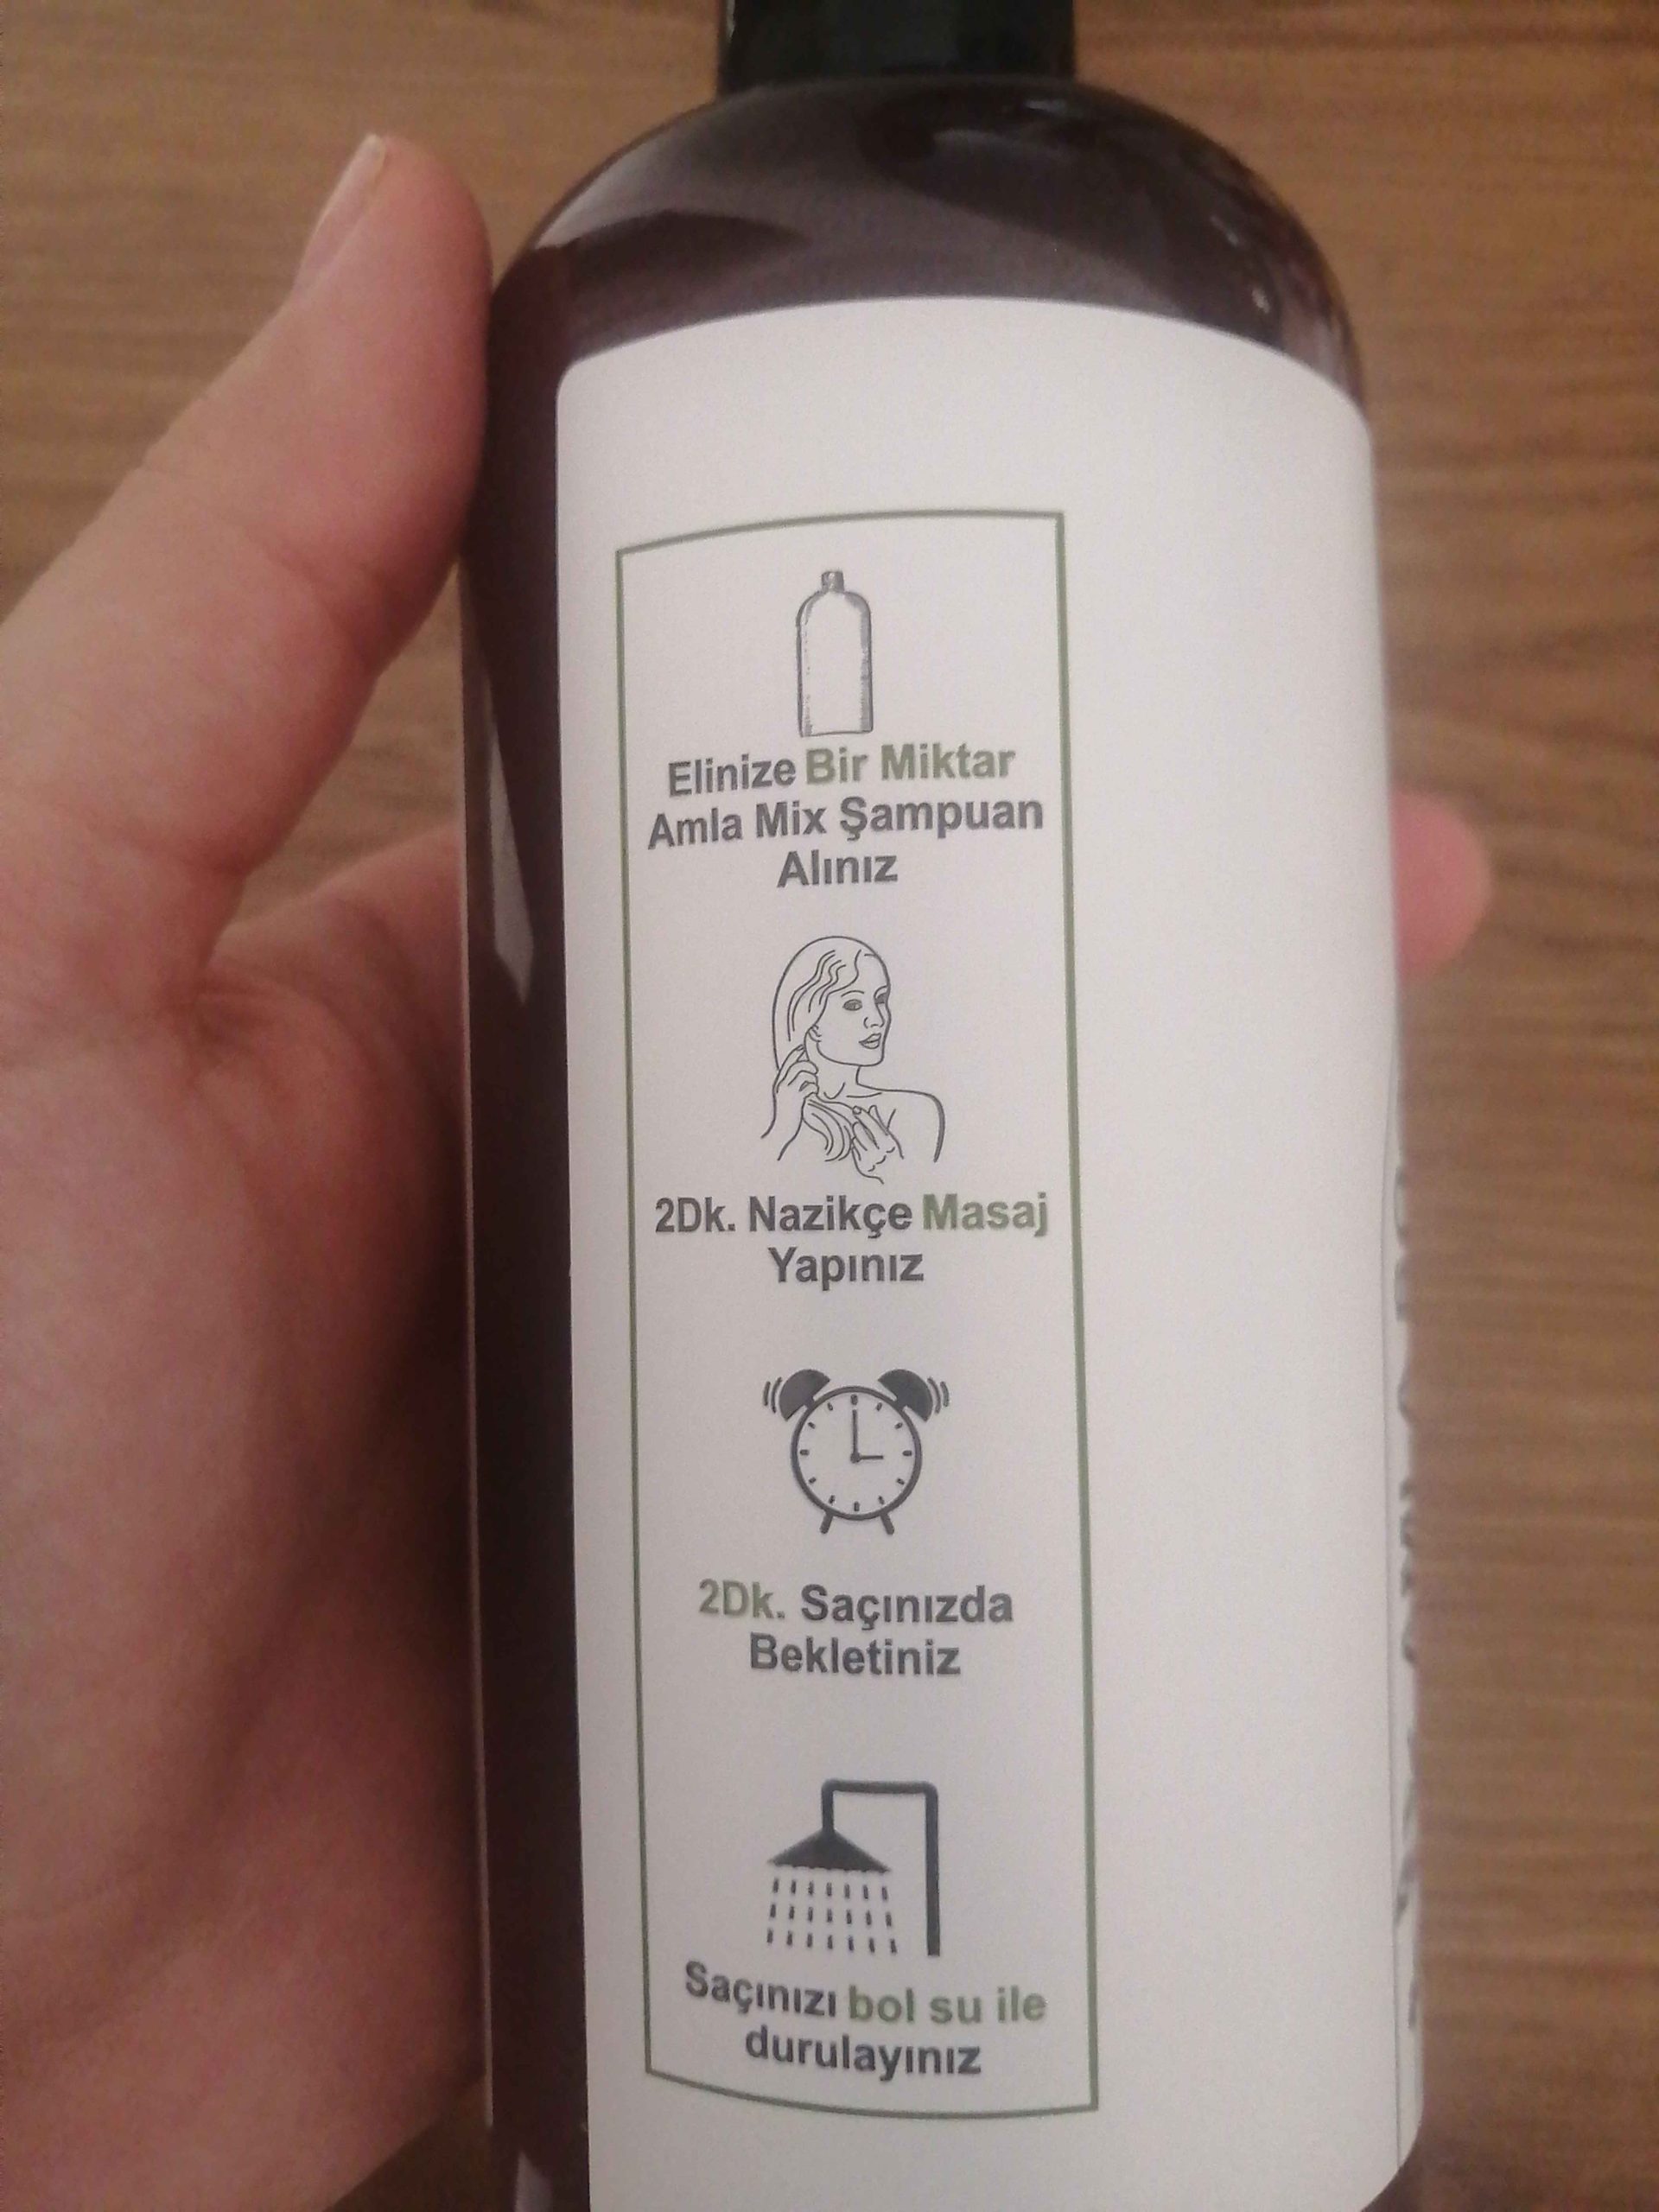 Elinize Bir Miktar
Amla Mix Şampuan
Alınız
2Dk. Nazikçe Masaj
Yapınız
2Dk. Saçınızda
Bekletiniz
Saçınızı bol su ile
durulayınız